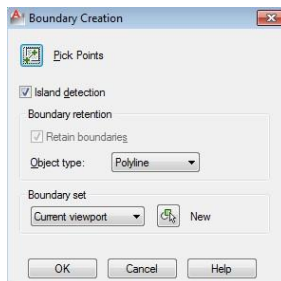 Boundary Creation
Pick Points
Island detection
Boundary retention
Retain boundaries
Object type: Polyline
Boundary set
Current viewport New
OK Cancel Help